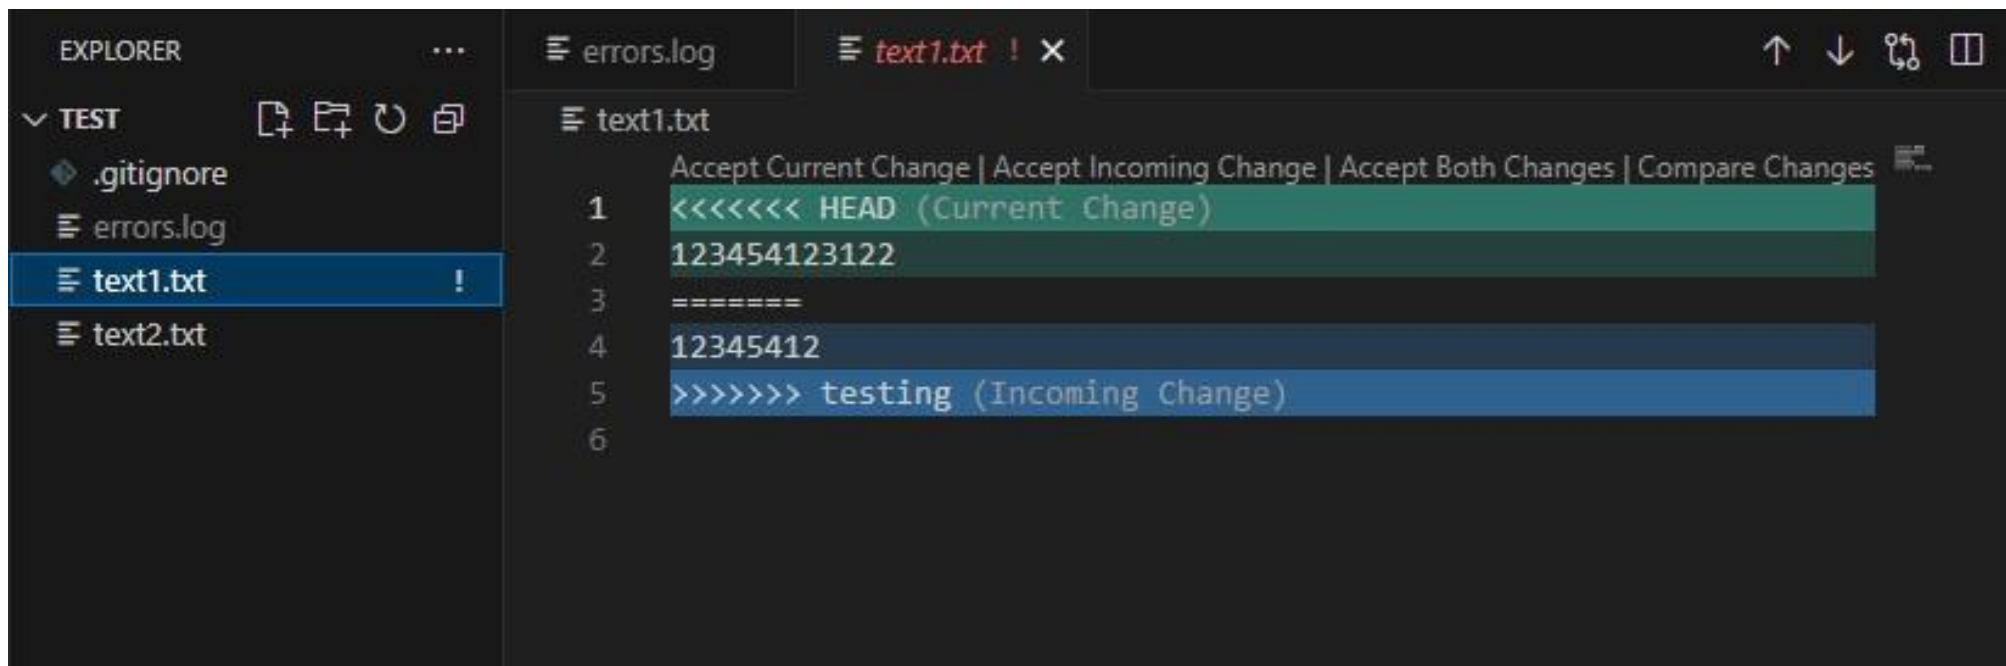 EXPLORER ...
TEST
.gitignore
errors.log
text1.txt !
text2.txt
errors.log
text1.txt !
text1.txt
Accept Current Change | Accept Incoming Change | Accept Both Changes | Compare Changes
1 <<<<<<< HEAD (Current Change)
2 123454123122
3 =======
4 12345412
5 >>>>>>> testing (Incoming Change)
6